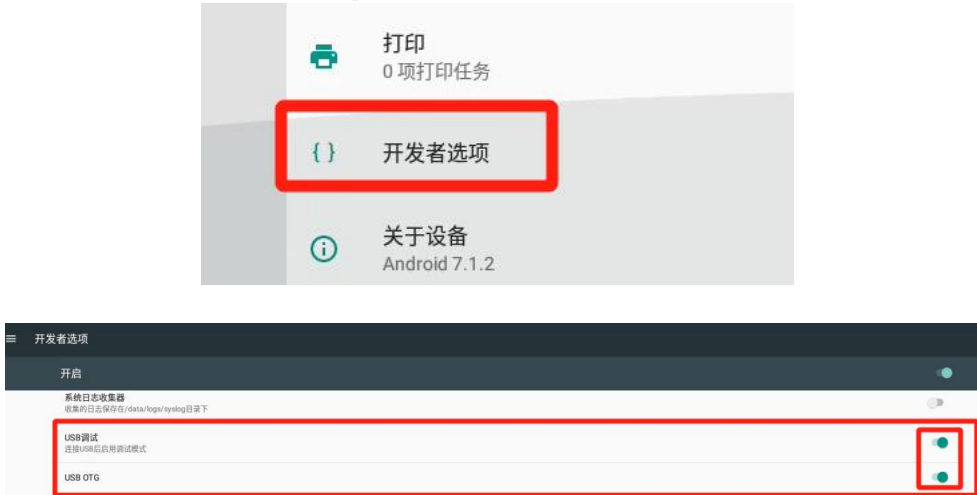 打印
0 项打印任务
{ } 开发者选项
关于设备
Android 7.1.2
开发者选项
开启
系统日志收集器
收集的日志保存在/data/logs/syslog目录下
USB调试
连接USB后启用调试模式
USB OTG